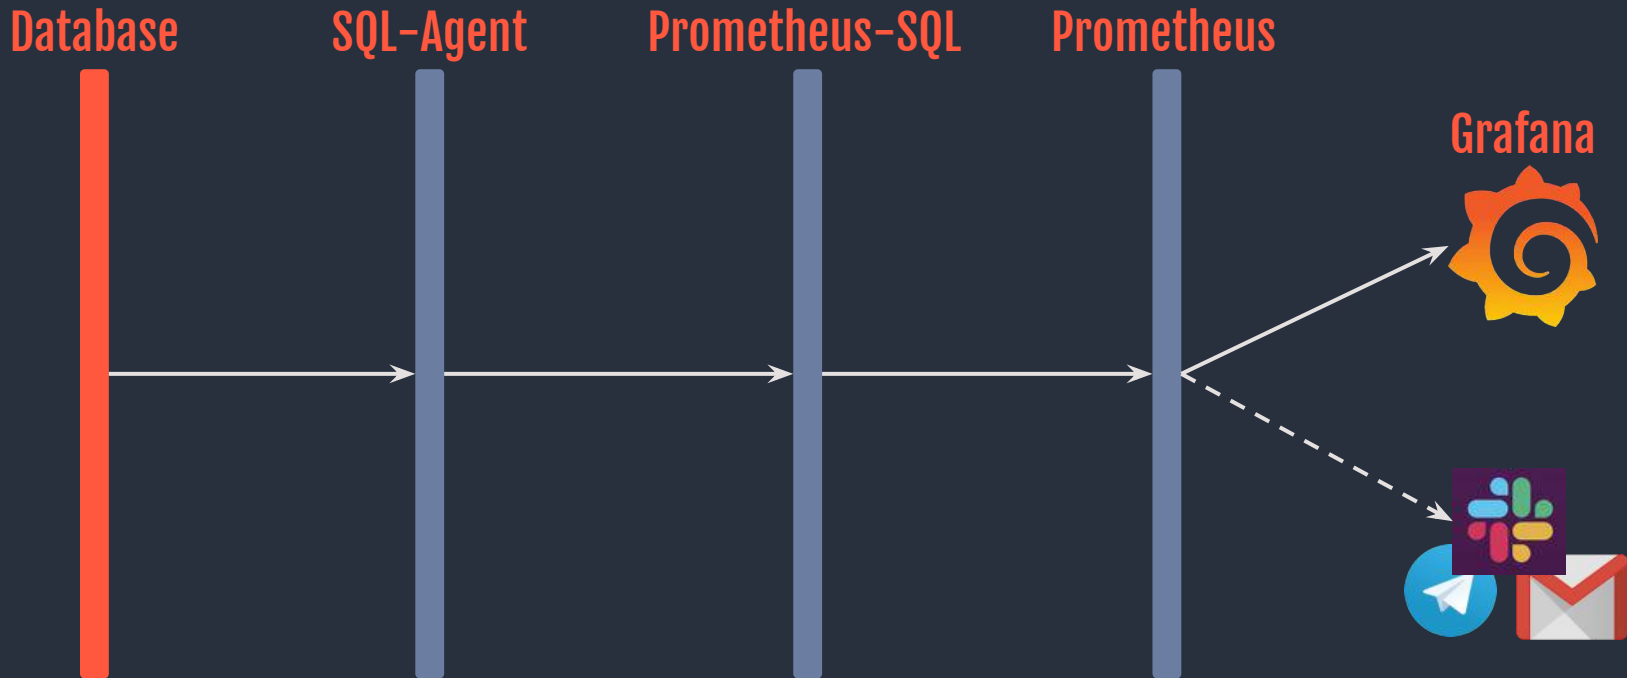 Database
SQL-Agent
Prometheus-SQL
Prometheus
Grafana